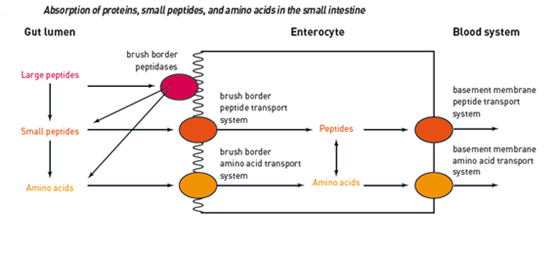 Absorption of proteins, small peptides, and amino acids in the small intestine
Gut lumen
Enterocyte
Blood system
brush border
peptidases
Large peptides
brush border
peptide transport
system
basement membrane
peptide transport
system
Small peptides
Peptides
brush border
amino acid transport
system
basement membrane
amino acid transport
system
Amino acids
Amino acids